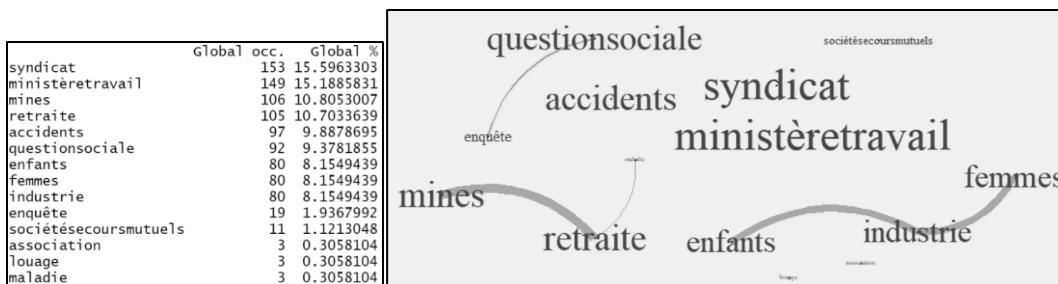 Global occ. Global %
syndicat 153 15.5963303
ministèretravail 149 15.1885831
mines 106 10.8053007
retraite 105 10.7033639
accidents 97 9.8878695
questionsociale 92 9.3781855
enfants 80 8.1549439
femmes 80 8.1549439
industrie 80 8.1549439
enquête 19 1.9367992
sociétésecoursmutuels 11 1.1213048
association 3 0.3058104
louage 3 0.3058104
maladie 3 0.3058104
questionsociale
sociétésecoursmutuels
accidents
syndicat
enquête
ministèretravail
maladie
femmes
mines
retraite
enfants
industrie
association
louage